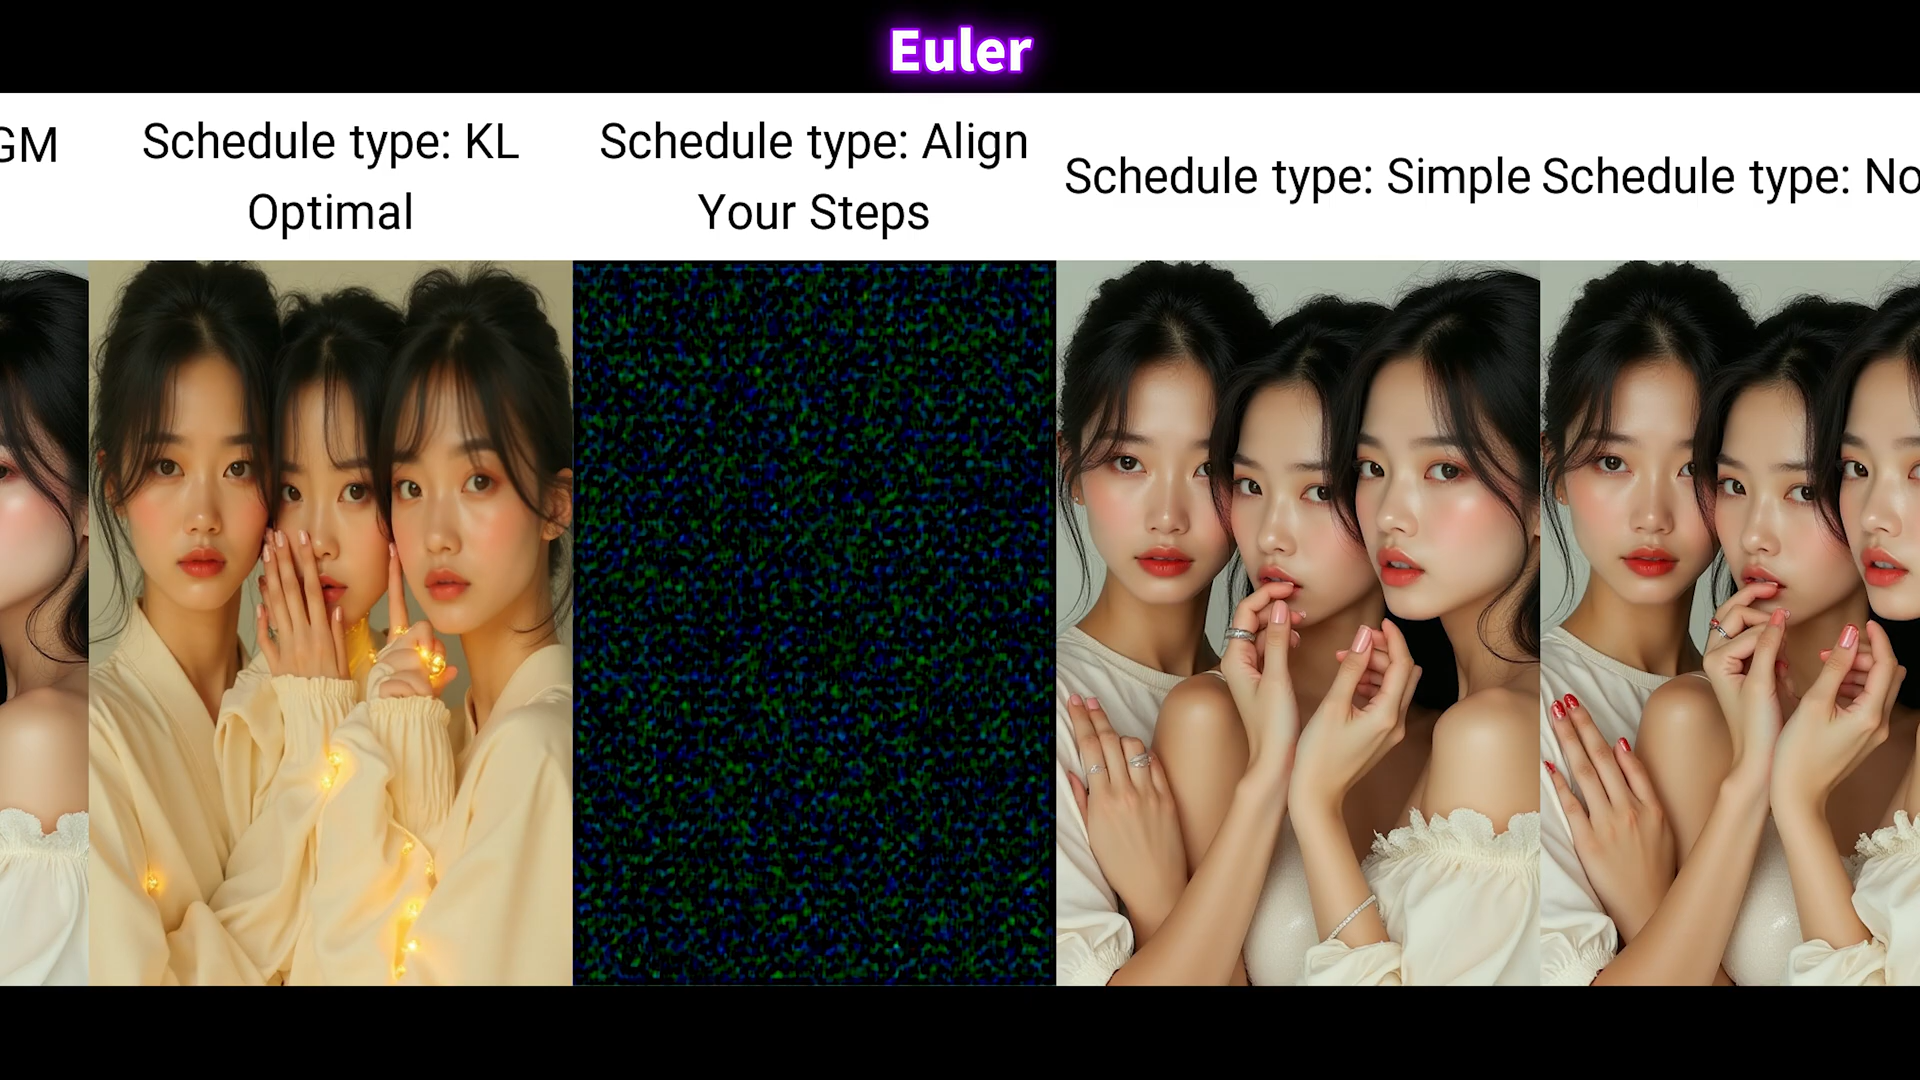 Euler
GM
Schedule type: KL
Optimal
Schedule type: Align
Your Steps
Schedule type: Simple
Schedule type: No